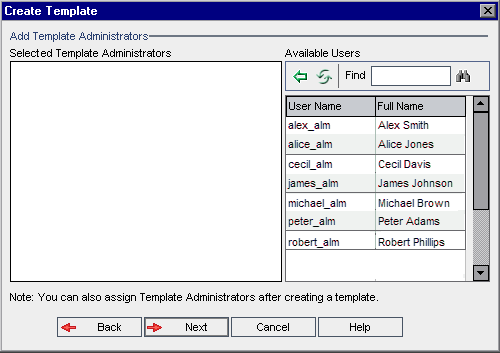 Create Template
Add Template Administrators
Selected Template Administrators
Available Users
Find
User Name Full Name
alex_alm Alex Smith
alice_alm Alice Jones
cecil_alm Cecil Davis
james_alm James Johnson
michael_alm Michael Brown
peter_alm Peter Adams
robert_alm Robert Phillips
Note: You can also assign Template Administrators after creating a template.
Back Next Cancel Help